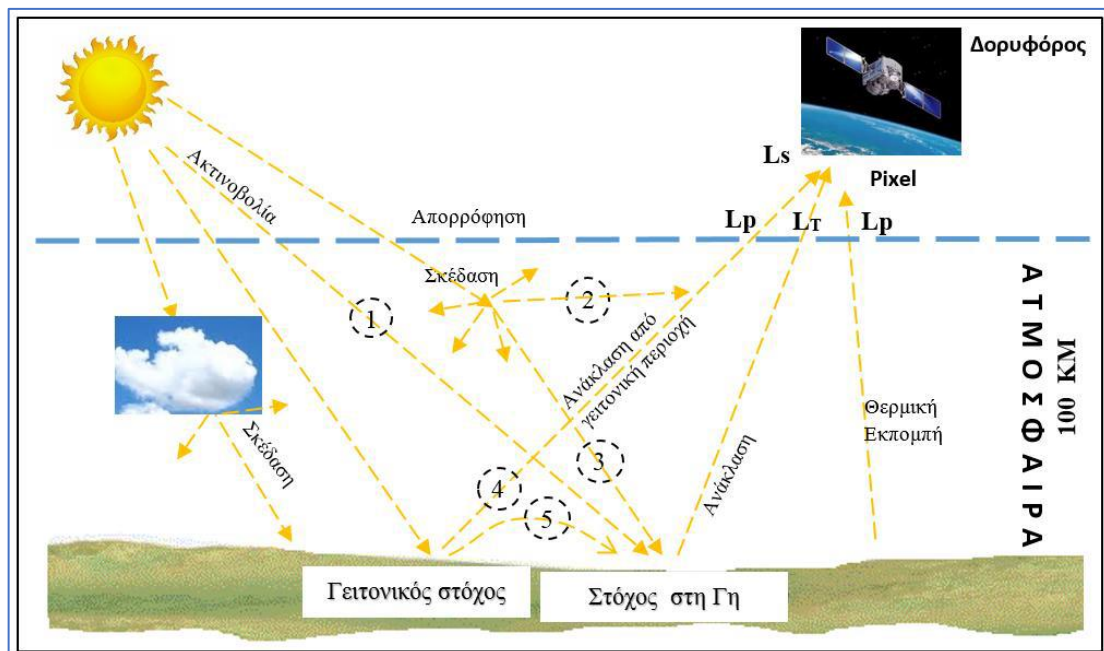 Δορυφόρος
Ls
Pixel
Ακτινοβολία
Απορρόφηση
Lp
LT
Lp
Σκέδαση
2
1
Ανάκλαση από
γειτονική περιοχή
ΑΤΜΟΣΦΑΙΡΑ
100 KM
Σκέδαση
3
Ανάκλαση
Θερμική
Εκπομπή
4
5
Γειτονικός στόχος
Στόχος στη Γη